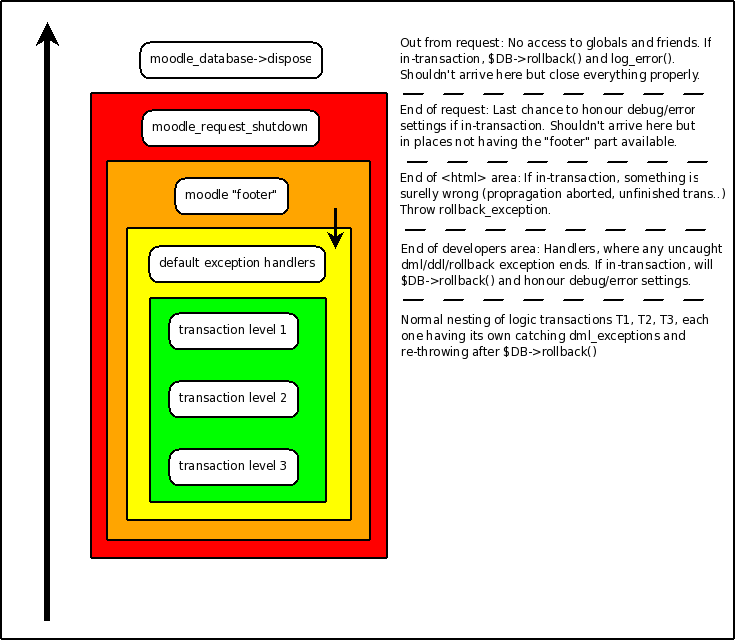 moodle_database->dispose
Out from request: No access to globals and friends. If
in-transaction, $DB->rollback() and log_error().
Shouldn't arrive here but close everything properly.
moodle_request_shutdown
End of request: Last chance to honour debug/error
settings if in-transaction. Shouldn't arrive here but
in places not having the "footer" part available.
moodle "footer"
End of <html> area: If in-transaction, something is
surelly wrong (propragation aborted, unfinished trans..)
Throw rollback_exception.
default exception handlers
End of developers area: Handlers, where any uncaught
dml/ddl/rollback exception ends. If in-transaction, will
$DB->rollback() and honour debug/error settings.
transaction level 1
Normal nesting of logic transactions T1, T2, T3, each
one having its own catching dml_exceptions and
re-throwing after $DB->rollback()
transaction level 2
transaction level 3